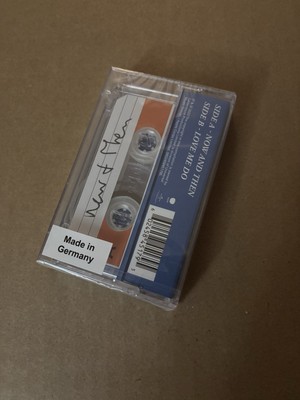 SIDE A - NOW AND THEN
SIDE B - LOVE ME DO
Now & Then
Made in
Germany